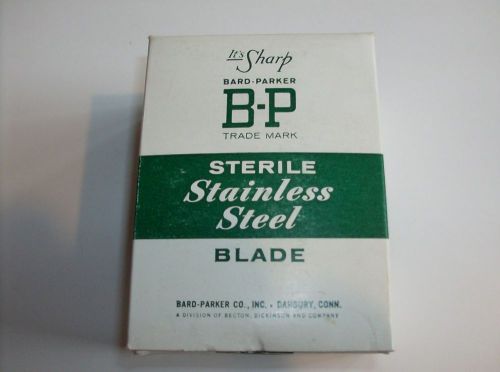 It's Sharp
BARD-PARKER
B-P
TRADE MARK
STERILE
Stainless
Steel
BLADE
BARD-PARKER CO., INC. • DANBURY, CONN.
A DIVISION OF BECTON, DICKINSON AND COMPANY